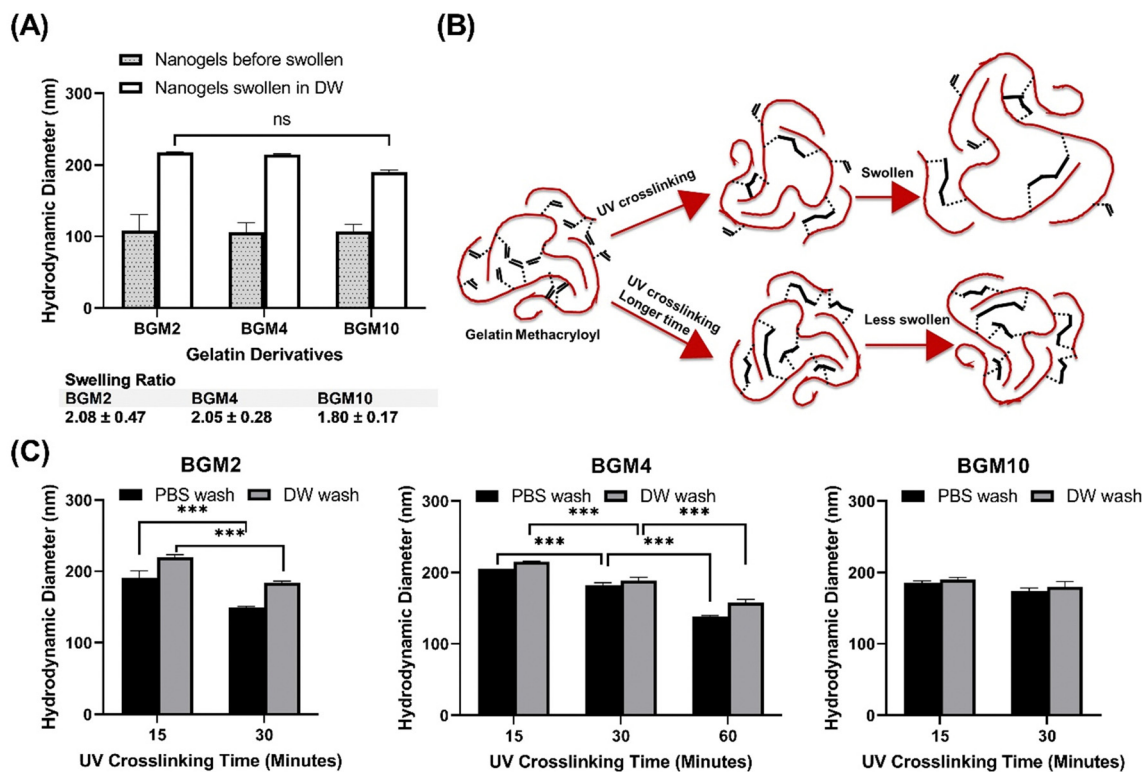 (A)
Nanogels before swollen
Nanogels swollen in DW
Hydrodynamic Diameter (nm)
300
200
100
0
ns
BGM2 BGM4 BGM10
Gelatin Derivatives
Swelling Ratio
BGM2 BGM4 BGM10
2.08 ± 0.47 2.05 ± 0.28 1.80 ± 0.17
(B)
Gelatin Methacryloyl
UV crosslinking
Swollen
UV crosslinking
Longer time
Less swollen
(C)
BGM2
PBS wash DW wash
Hydrodynamic Diameter (nm)
300
200
100
0
***
***
15 30
UV Crosslinking Time (Minutes)
BGM4
PBS wash DW wash
Hydrodynamic Diameter (nm)
300
200
100
0
*** ***
*** ***
15 30 60
UV Crosslinking Time (Minutes)
BGM10
PBS wash DW wash
Hydrodynamic Diameter (nm)
300
200
100
0
15 30
UV Crosslinking Time (Minutes)